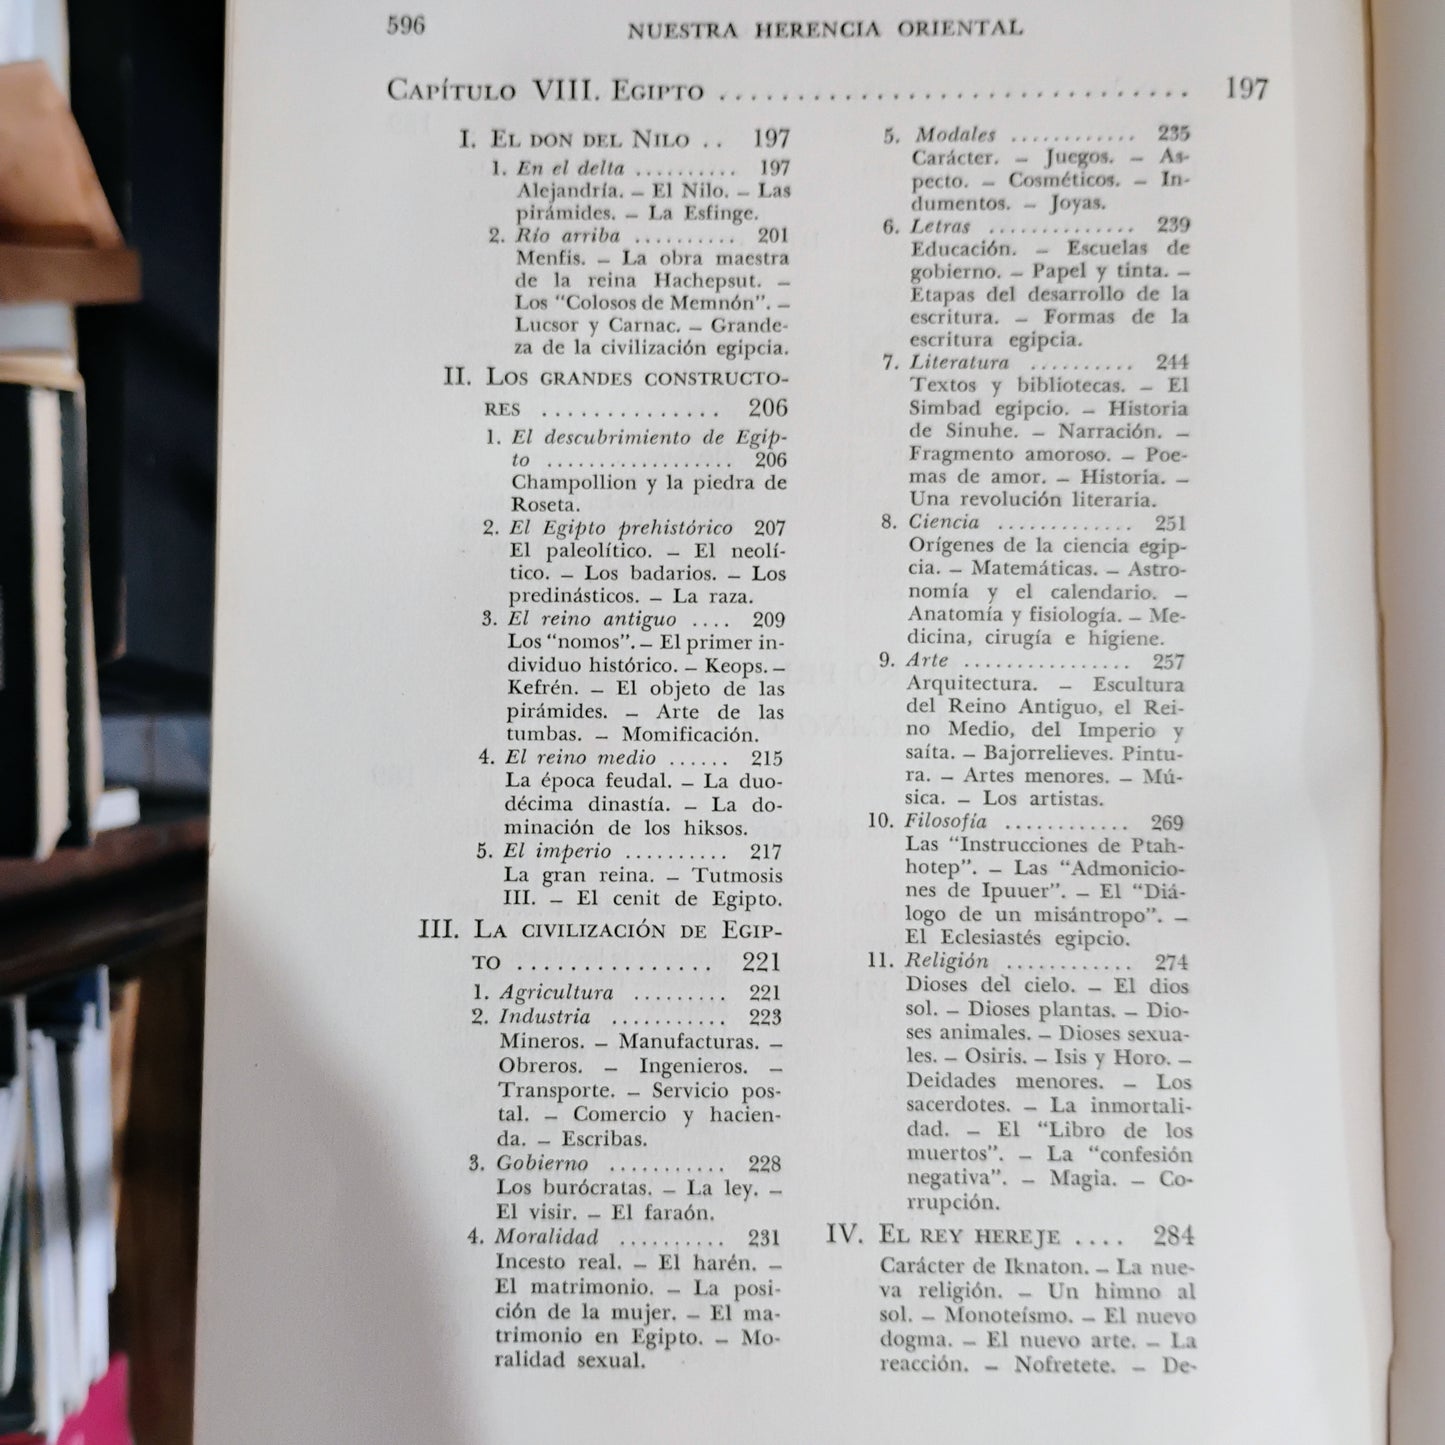 596
NUESTRA HERENCIA ORIENTAL
CAPÍTULO VIII. EGIPTO .............................. 197
I. EL DON DEL NILO .. 197
1. En el delta .......... 197
Alejandría. – El Nilo. – Las
pirámides. – La Esfinge.
2. Río arriba .......... 201
Menfis. – La obra maestra
de la reina Hachepsut. –
Los "Colosos de Memnón". –
Lucsor y Carnac. – Grande-
za de la civilización egipcia.
II. LOS GRANDES CONSTRUCTO-
RES ............... 206
1. El descubrimiento de Egip-
to .................. 206
Champollion y la piedra de
Roseta.
2. El Egipto prehistórico 207
El paleolítico. – El neolí-
tico. – Los badarios. – Los
predinásticos. – La raza.
3. El reino antiguo .... 209
Los "nomos". – El primer in-
dividuo histórico. – Keops. –
Kefrén. – El objeto de las
pirámides. – Arte de las
tumbas. – Momificación.
4. El reino medio ...... 215
La época feudal. – La duo-
décima dinastía. – La do-
minación de los hiksos.
5. El imperio .......... 217
La gran reina. – Tutmosis
III. – El cenit de Egipto.
III. LA CIVILIZACIÓN DE EGIP-
TO ............... 221
1. Agricultura ......... 221
2. Industria ........... 223
Mineros. – Manufacturas. –
Obreros. – Ingenieros. –
Transporte. – Servicio pos-
tal. – Comercio y hacien-
da. – Escribas.
3. Gobierno ........... 228
Los burócratas. – La ley. –
El visir. – El faraón.
4. Moralidad .......... 231
Incesto real. – El harén. –
El matrimonio. – La posi-
ción de la mujer. – El ma-
trimonio en Egipto. – Mo-
ralidad sexual.
5. Modales ............ 235
Carácter. – Juegos. – As-
pecto. – Cosméticos. – In-
dumentos. – Joyas.
6. Letras .............. 239
Educación. – Escuelas de
gobierno. – Papel y tinta. –
Etapas del desarrollo de la
escritura. – Formas de la
escritura egipcia.
7. Literatura .......... 244
Textos y bibliotecas. – El
Simbad egipcio. – Historia
de Sinuhe. – Narración. –
Fragmento amoroso. – Poe-
mas de amor. – Historia. –
Una revolución literaria.
8. Ciencia ............. 251
Orígenes de la ciencia egip-
cia. – Matemáticas. – Astro-
nomía y el calendario. –
Anatomía y fisiología. – Me-
dicina, cirugía e higiene.
9. Arte ................ 257
Arquitectura. – Escultura
del Reino Antiguo, el Rei-
no Medio, del Imperio y
saíta. – Bajorrelieves. Pintu-
ra. – Artes menores. – Mú-
sica. – Los artistas.
10. Filosofía ............ 269
Las "Instrucciones de Ptah-
hotep". – Las "Admonicio-
nes de Ipuuer". – El "Diá-
logo de un misántropo". –
El Eclesiastés egipcio.
11. Religión ............ 274
Dioses del cielo. – El dios
sol. – Dioses plantas. – Dio-
ses animales. – Dioses sexua-
les. – Osiris. – Isis y Horo. –
Deidades menores. – Los
sacerdotes. – La inmortali-
dad. – El "Libro de los
muertos". – La "confesión
negativa". – Magia. – Co-
rrupción.
IV. EL REY HEREJE .... 284
Carácter de Iknaton. – La nue-
va religión. – Un himno al
sol. – Monoteísmo. – El nuevo
dogma. – El nuevo arte. – La
reacción. – Nofretete. – De-